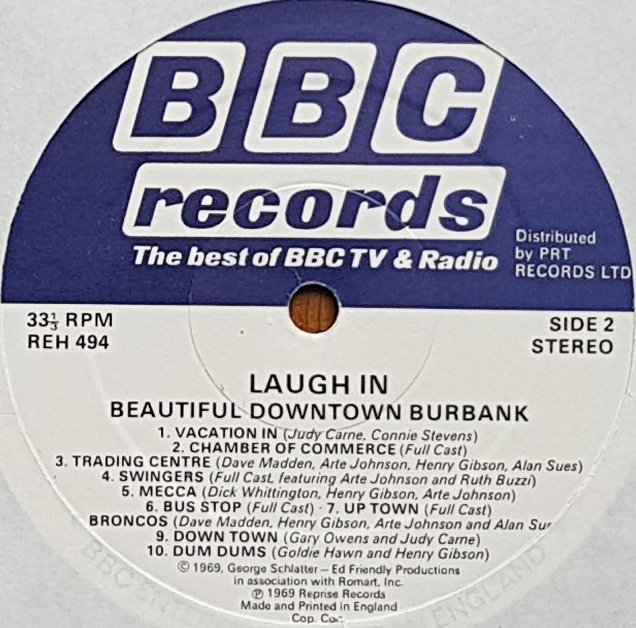 BBC
records
The best of BBC TV & Radio
Distributed
by PRT
RECORDS LTD
33⅓ RPM
REH 494
SIDE 2
STEREO
LAUGH IN
BEAUTIFUL DOWNTOWN BURBANK
1. VACATION IN (Judy Carne, Connie Stevens)
2. CHAMBER OF COMMERCE (Full Cast)
3. TRADING CENTRE (Dave Madden, Arte Johnson, Henry Gibson, Alan Sues)
4. SWINGERS (Full Cast, featuring Arte Johnson and Ruth Buzzi)
5. MECCA (Dick Whittington, Henry Gibson, Arte Johnson)
6. BUS STOP (Full Cast) · 7. UP TOWN (Full Cast)
BRONCOS (Dave Madden, Henry Gibson, Arte Johnson and Alan
9. DOWN TOWN (Gary Owens and Judy Carne)
10. DUM DUMS (Goldie Hawn and Henry Gibson)
© 1969, George Schlatter – Ed Friendly Productions
in association with Romart, Inc.
℗ 1969 Reprise Records
Made and Printed in England
Cop. Con.
ENGLAND